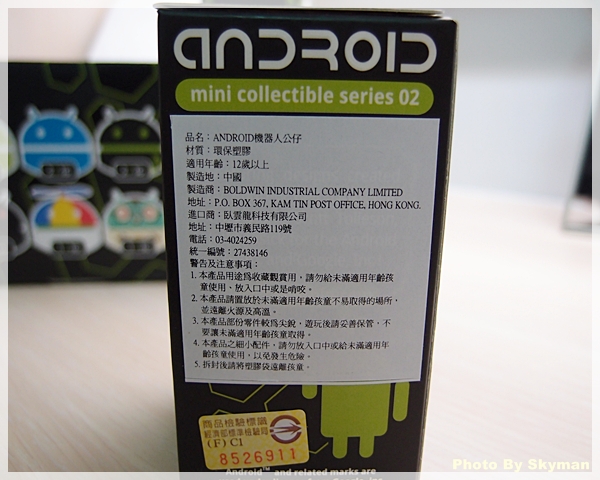 ANDROID
mini collectible series 02
品名：ANDROID機器人公仔
材質：環保塑膠
適用年齡：12歲以上
製造地：中國
製造商：BOLDWIN INDUSTRIAL COMPANY LIMITED
地址：P.O. BOX 367, KAM TIN POST OFFICE, HONG KONG.
進口商：臥雲龍科技有限公司
地址：中壢市義民路119號
電話：03-4024259
統一編號：27438146
警告及注意事項：
1. 本產品用途為收藏觀賞用，請勿給未滿適用年齡孩
童使用、放入口中或是啃咬。
2. 本產品請置放於未滿適用年齡孩童不易取得的場所，
並遠離火源及高溫。
3. 本產品部份零件較為尖銳，遊玩後請妥善保管，不
要讓未滿適用年齡孩童取得。
4. 本產品之細小配件，請勿放入口中或給未滿適用年
齡孩童使用，以免發生危險。
5. 拆封後請將塑膠袋遠離孩童。
商品檢驗標識
經濟部標準檢驗局
(F) C1
8526911
Android™ and related marks are
Photo By Skyman